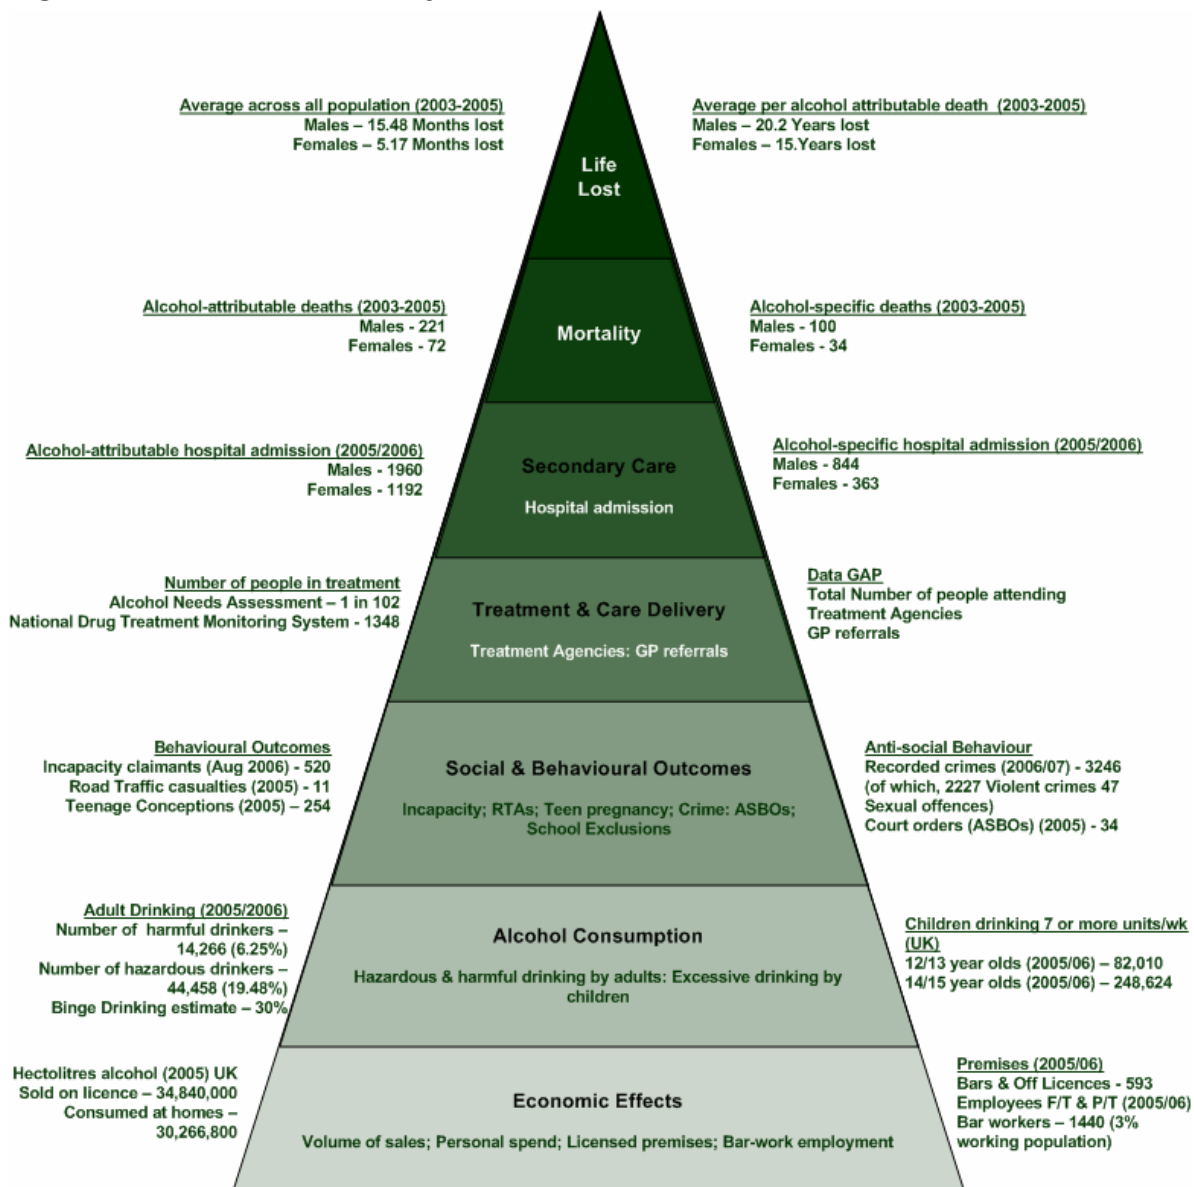 Average across all population (2003-2005)
Males – 15.48 Months lost
Females – 5.17 Months lost
Life
Lost
Average per alcohol attributable death (2003-2005)
Males – 20.2 Years lost
Females – 15.Years lost
Alcohol-attributable deaths (2003-2005)
Males - 221
Females - 72
Mortality
Alcohol-specific deaths (2003-2005)
Males - 100
Females - 34
Alcohol-attributable hospital admission (2005/2006)
Males - 1960
Females - 1192
Secondary Care
Hospital admission
Alcohol-specific hospital admission (2005/2006)
Males - 844
Females - 363
Number of people in treatment
Alcohol Needs Assessment – 1 in 102
National Drug Treatment Monitoring System - 1348
Treatment & Care Delivery
Treatment Agencies: GP referrals
Data GAP
Total Number of people attending
Treatment Agencies
GP referrals
Behavioural Outcomes
Incapacity claimants (Aug 2006) - 520
Road Traffic casualties (2005) - 11
Teenage Conceptions (2005) – 254
Social & Behavioural Outcomes
Incapacity; RTAs; Teen pregnancy; Crime: ASBOs;
School Exclusions
Anti-social Behaviour
Recorded crimes (2006/07) - 3246
(of which, 2227 Violent crimes 47
Sexual offences)
Court orders (ASBOs) (2005) - 34
Adult Drinking (2005/2006)
Number of harmful drinkers –
14,266 (6.25%)
Number of hazardous drinkers –
44,458 (19.48%)
Binge Drinking estimate – 30%
Alcohol Consumption
Hazardous & harmful drinking by adults: Excessive drinking by
children
Children drinking 7 or more units/wk
(UK)
12/13 year olds (2005/06) – 82,010
14/15 year olds (2005/06) – 248,624
Hectolitres alcohol (2005) UK
Sold on licence – 34,840,000
Consumed at homes –
30,266,800
Economic Effects
Volume of sales; Personal spend; Licensed premises; Bar-work employment
Premises (2005/06)
Bars & Off Licences - 593
Employees F/T & P/T (2005/06)
Bar workers – 1440 (3%
working population)